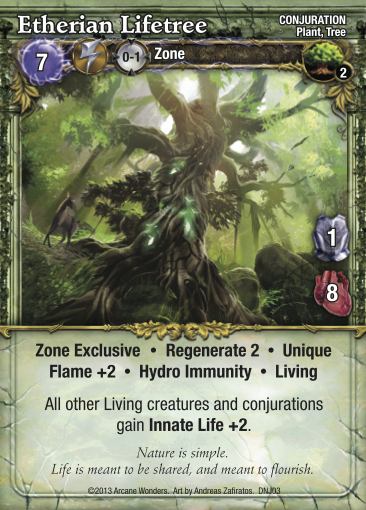 Etherian Lifetree
CONJURATION
Plant, Tree
7
0-1
Zone
2
1
8
Zone Exclusive • Regenerate 2 • Unique
Flame +2 • Hydro Immunity • Living
All other Living creatures and conjurations
gain Innate Life +2.
Nature is simple.
Life is meant to be shared, and meant to flourish.
©2013 Arcane Wonders. Art by Andreas Zafiratos. DNJ03